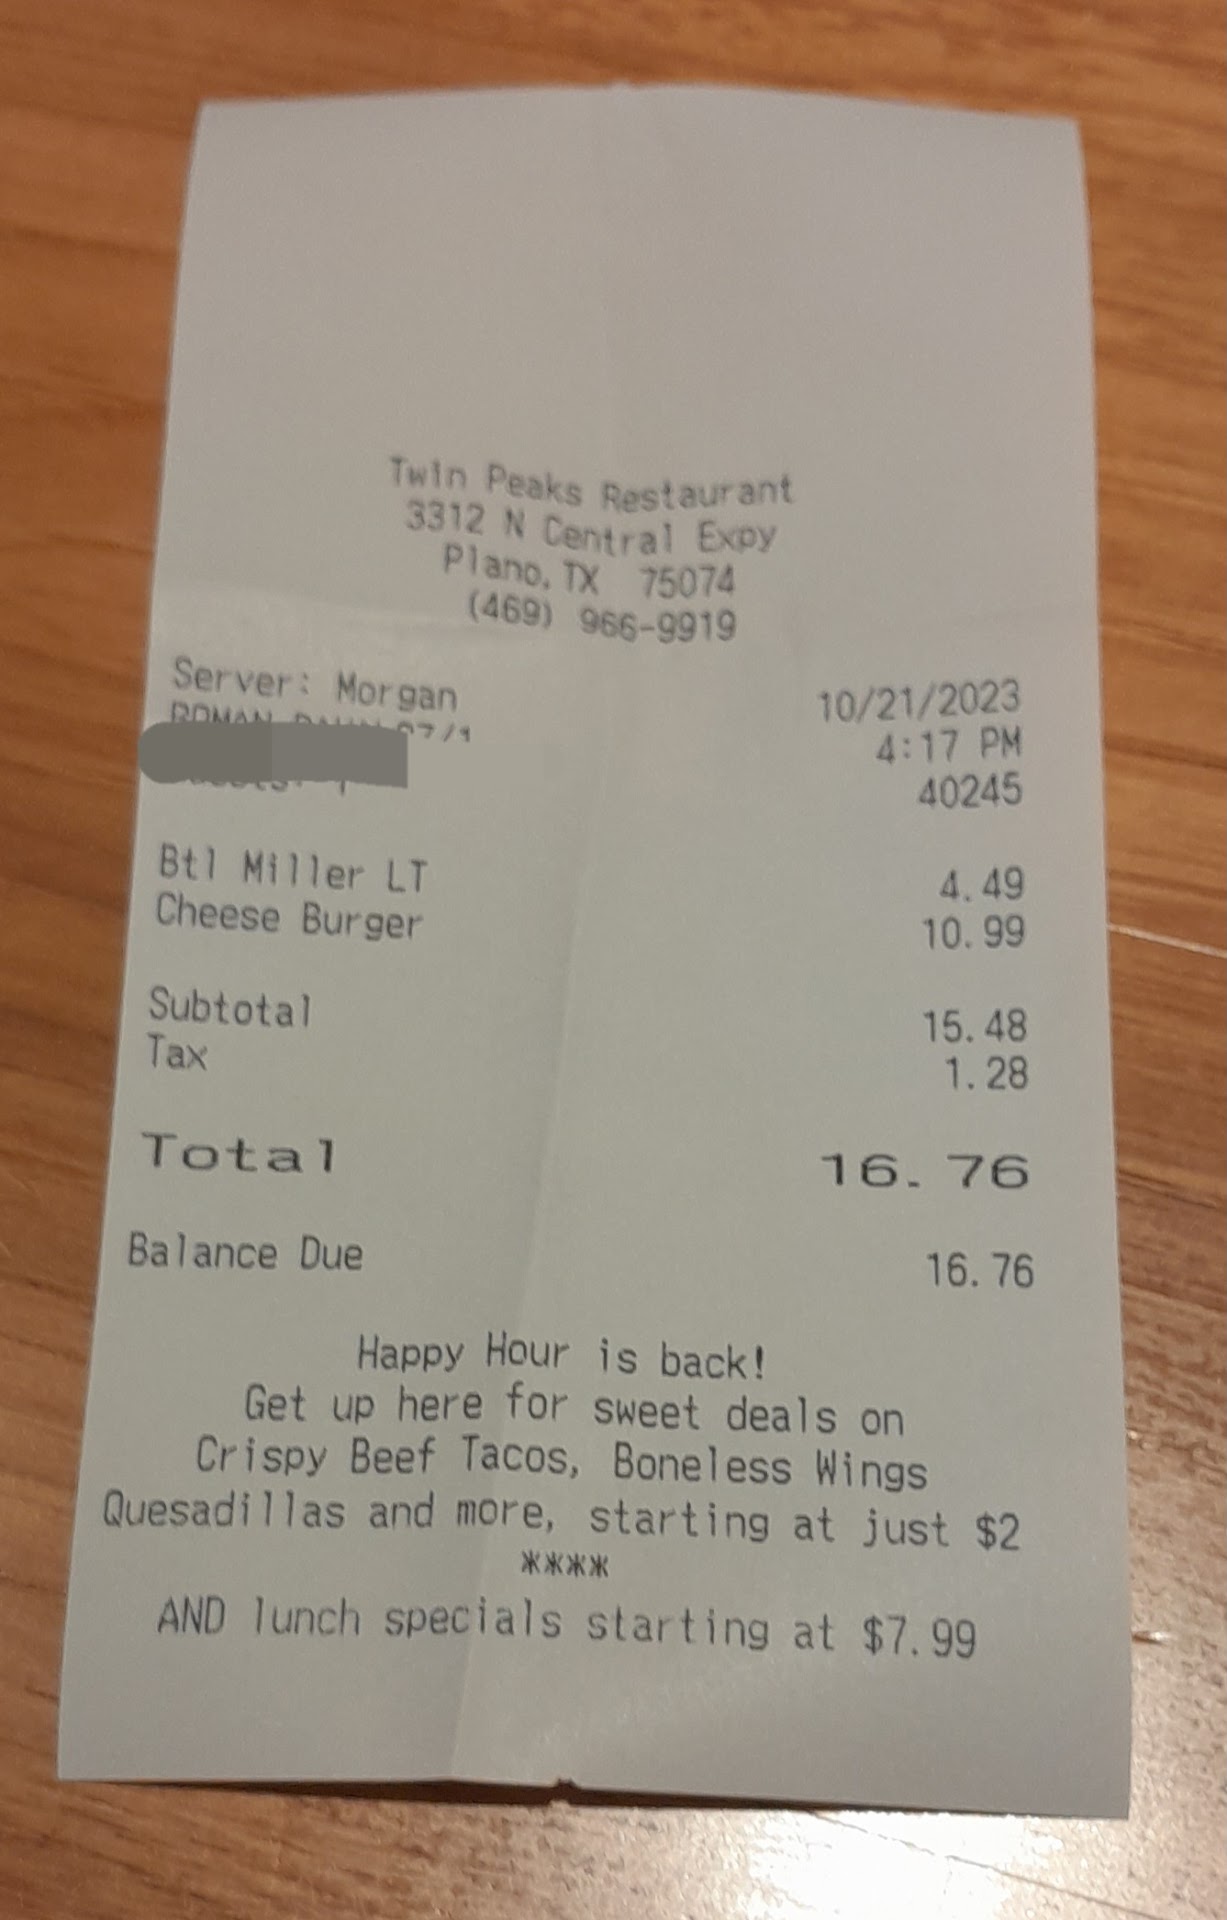 Twin Peaks Restaurant
3312 N Central Expy
Plano, TX 75074
(469) 966-9919
Server: Morgan 10/21/2023
4:17 PM
40245
Btl Miller LT 4.49
Cheese Burger 10.99
Subtotal 15.48
Tax 1.28
Total 16.76
Balance Due 16.76
Happy Hour is back!
Get up here for sweet deals on
Crispy Beef Tacos, Boneless Wings
Quesadillas and more, starting at just $2
****
AND lunch specials starting at $7.99